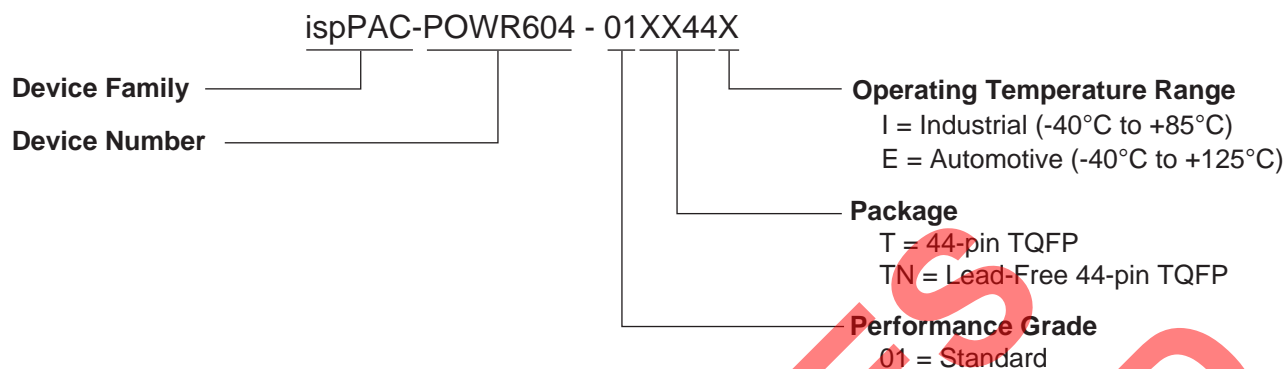 ispPAC-POWR604 - 01XX44X
Device Family
Device Number
Operating Temperature Range
I = Industrial (-40°C to +85°C)
E = Automotive (-40°C to +125°C)
Package
T = 44-pin TQFP
TN = Lead-Free 44-pin TQFP
Performance Grade
01 = Standard